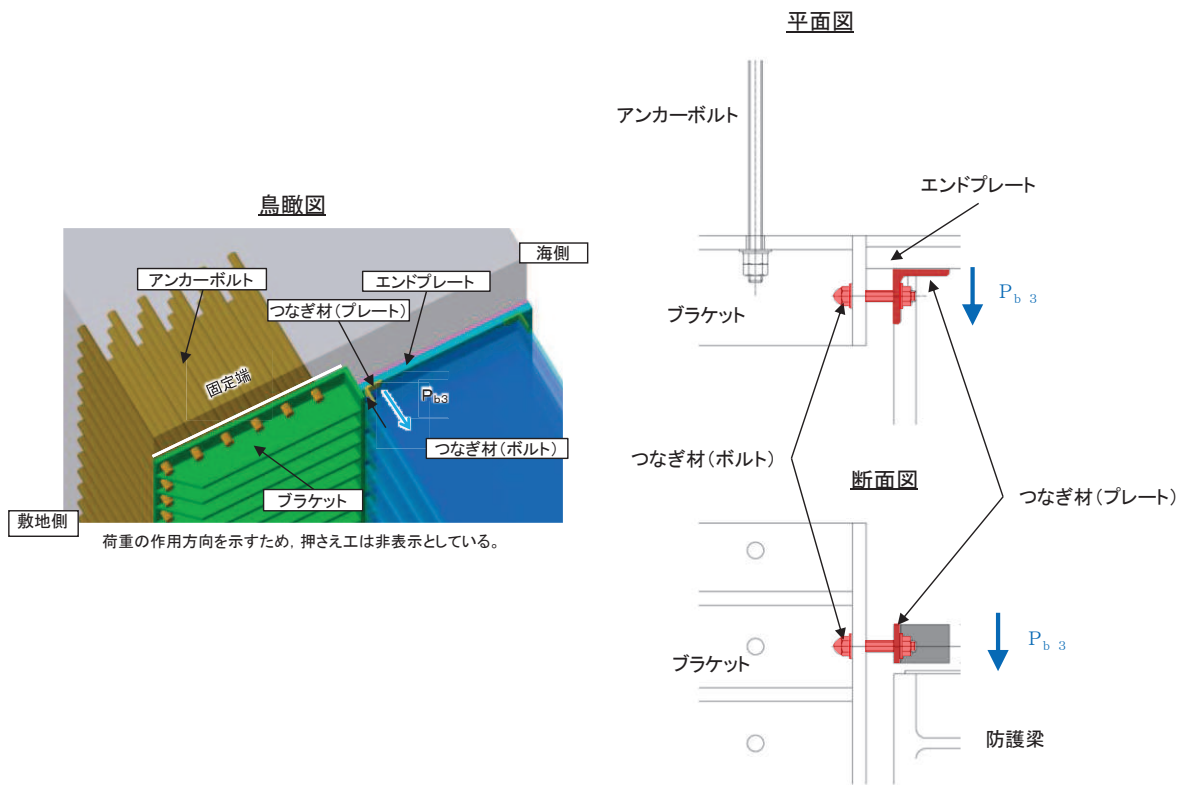 平面図
アンカーボルト
エンドプレート
P_b 3
ブラケット
つなぎ材(ボルト)
断面図
つなぎ材(プレート)
ブラケット
P_b 3
防護梁
鳥瞰図
海側
アンカーボルト
エンドプレート
つなぎ材(プレート)
固定端
P_b3
つなぎ材(ボルト)
ブラケット
敷地側
荷重の作用方向を示すため,押さえ工は非表示としている。